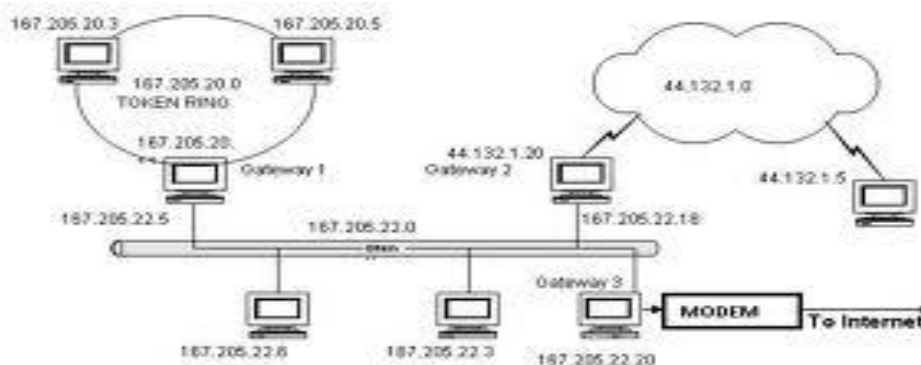 167.205.20.3
167.205.20.5
167.205.20.0
TOKEN RING
44.132.1.0
167.205.20.
Gateway 1
44.132.1.20
Gateway 2
44.132.1.5
167.205.22.5
167.205.22.0
167.205.22.18
Gateway 3
MODEM
To Internet
167.205.22.6
167.205.22.3
167.205.22.20